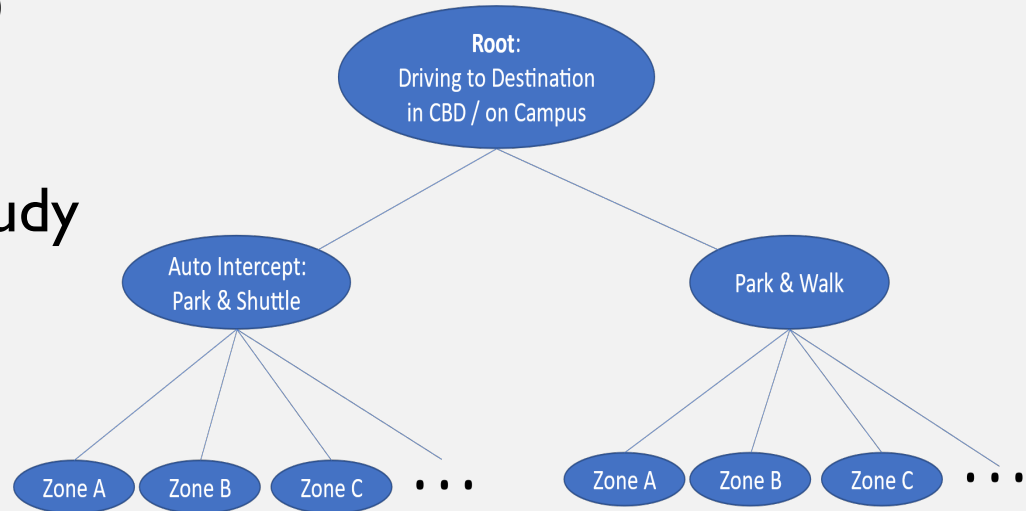 Root:
Driving to Destination
in CBD / on Campus
Auto Intercept:
Park & Shuttle
Park & Walk
Zone A
Zone B
Zone C
. . .
Zone A
Zone B
Zone C
. . .